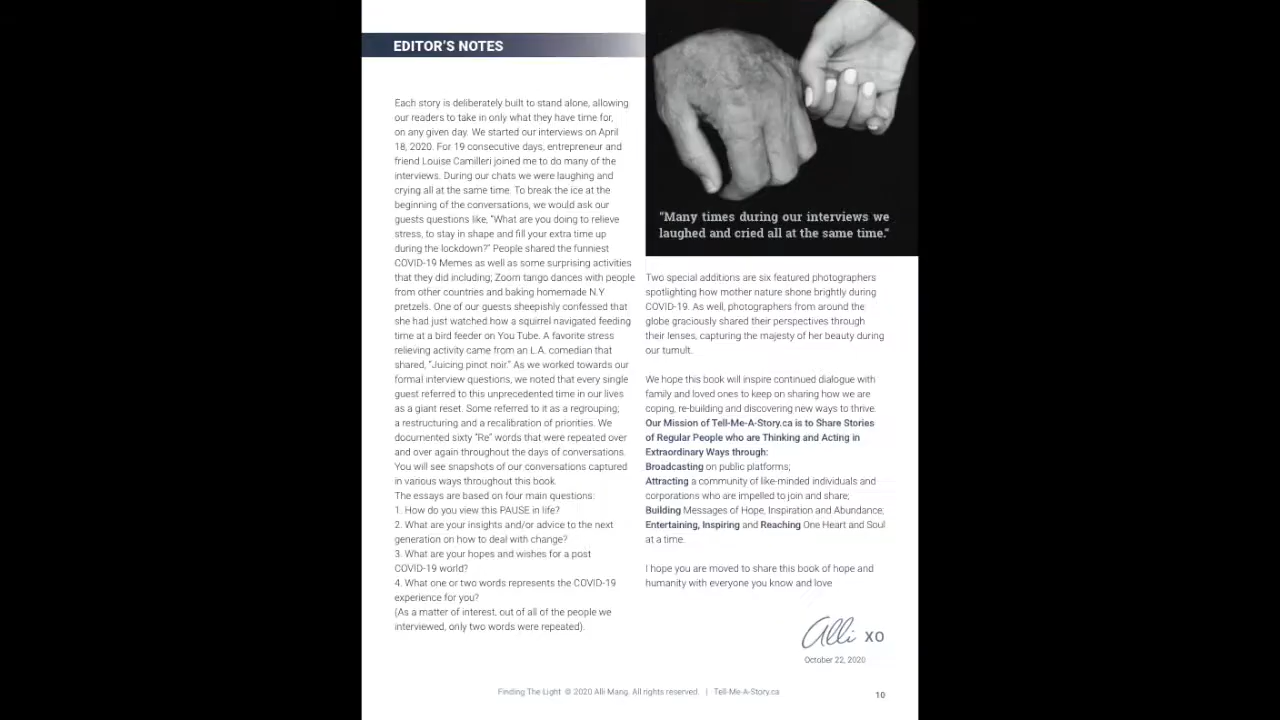 EDITOR'S NOTES
Each story is deliberately built to stand alone, allowing
our readers to take in only what they have time for,
on any given day. We started our interviews on April
18, 2020. For 19 consecutive days, entrepreneur and
friend Louise Camilleri joined me to do many of the
interviews. During our chats we were laughing and
crying all at the same time. To break the ice at the
beginning of the conversations, we would ask our
guests questions like, "What are you doing to relieve
stress, to stay in shape and fill your extra time up
during the lockdown?" People shared the funniest
COVID-19 Memes as well as some surprising activities
that they did including; Zoom tango dances with people
from other countries and baking homemade N.Y
pretzels. One of our guests sheepishly confessed that
she had just watched how a squirrel navigated feeding
time at a bird feeder on You Tube. A favorite stress
relieving activity came from an L.A. comedian that
shared, "Juicing pinot noir." As we worked towards our
formal interview questions, we noted that every single
guest referred to this unprecedented time in our lives
as a giant reset. Some referred to it as a regrouping;
a restructuring and a recalibration of priorities. We
documented sixty "Re" words that were repeated over
and over again throughout the days of conversations.
You will see snapshots of our conversations captured
in various ways throughout this book.
The essays are based on four main questions:
1. How do you view this PAUSE in life?
2. What are your insights and/or advice to the next
generation on how to deal with change?
3. What are your hopes and wishes for a post
COVID-19 world?
4. What one or two words represents the COVID-19
experience for you?
(As a matter of interest, out of all of the people we
interviewed, only two words were repeated).
"Many times during our interviews we
laughed and cried all at the same time."
Two special additions are six featured photographers
spotlighting how mother nature shone brightly during
COVID-19. As well, photographers from around the
globe graciously shared their perspectives through
their lenses, capturing the majesty of her beauty during
our tumult.
We hope this book will inspire continued dialogue with
family and loved ones to keep on sharing how we are
coping, re-building and discovering new ways to thrive.
Our Mission of Tell-Me-A-Story.ca is to Share Stories
of Regular People who are Thinking and Acting in
Extraordinary Ways through:
Broadcasting on public platforms;
Attracting a community of like-minded individuals and
corporations who are impelled to join and share;
Building Messages of Hope, Inspiration and Abundance;
Entertaining, Inspiring and Reaching One Heart and Soul
at a time.
I hope you are moved to share this book of hope and
humanity with everyone you know and love
Alli XO
October 22, 2020
Finding The Light © 2020 Alli Mang. All rights reserved. | Tell-Me-A-Story.ca
10